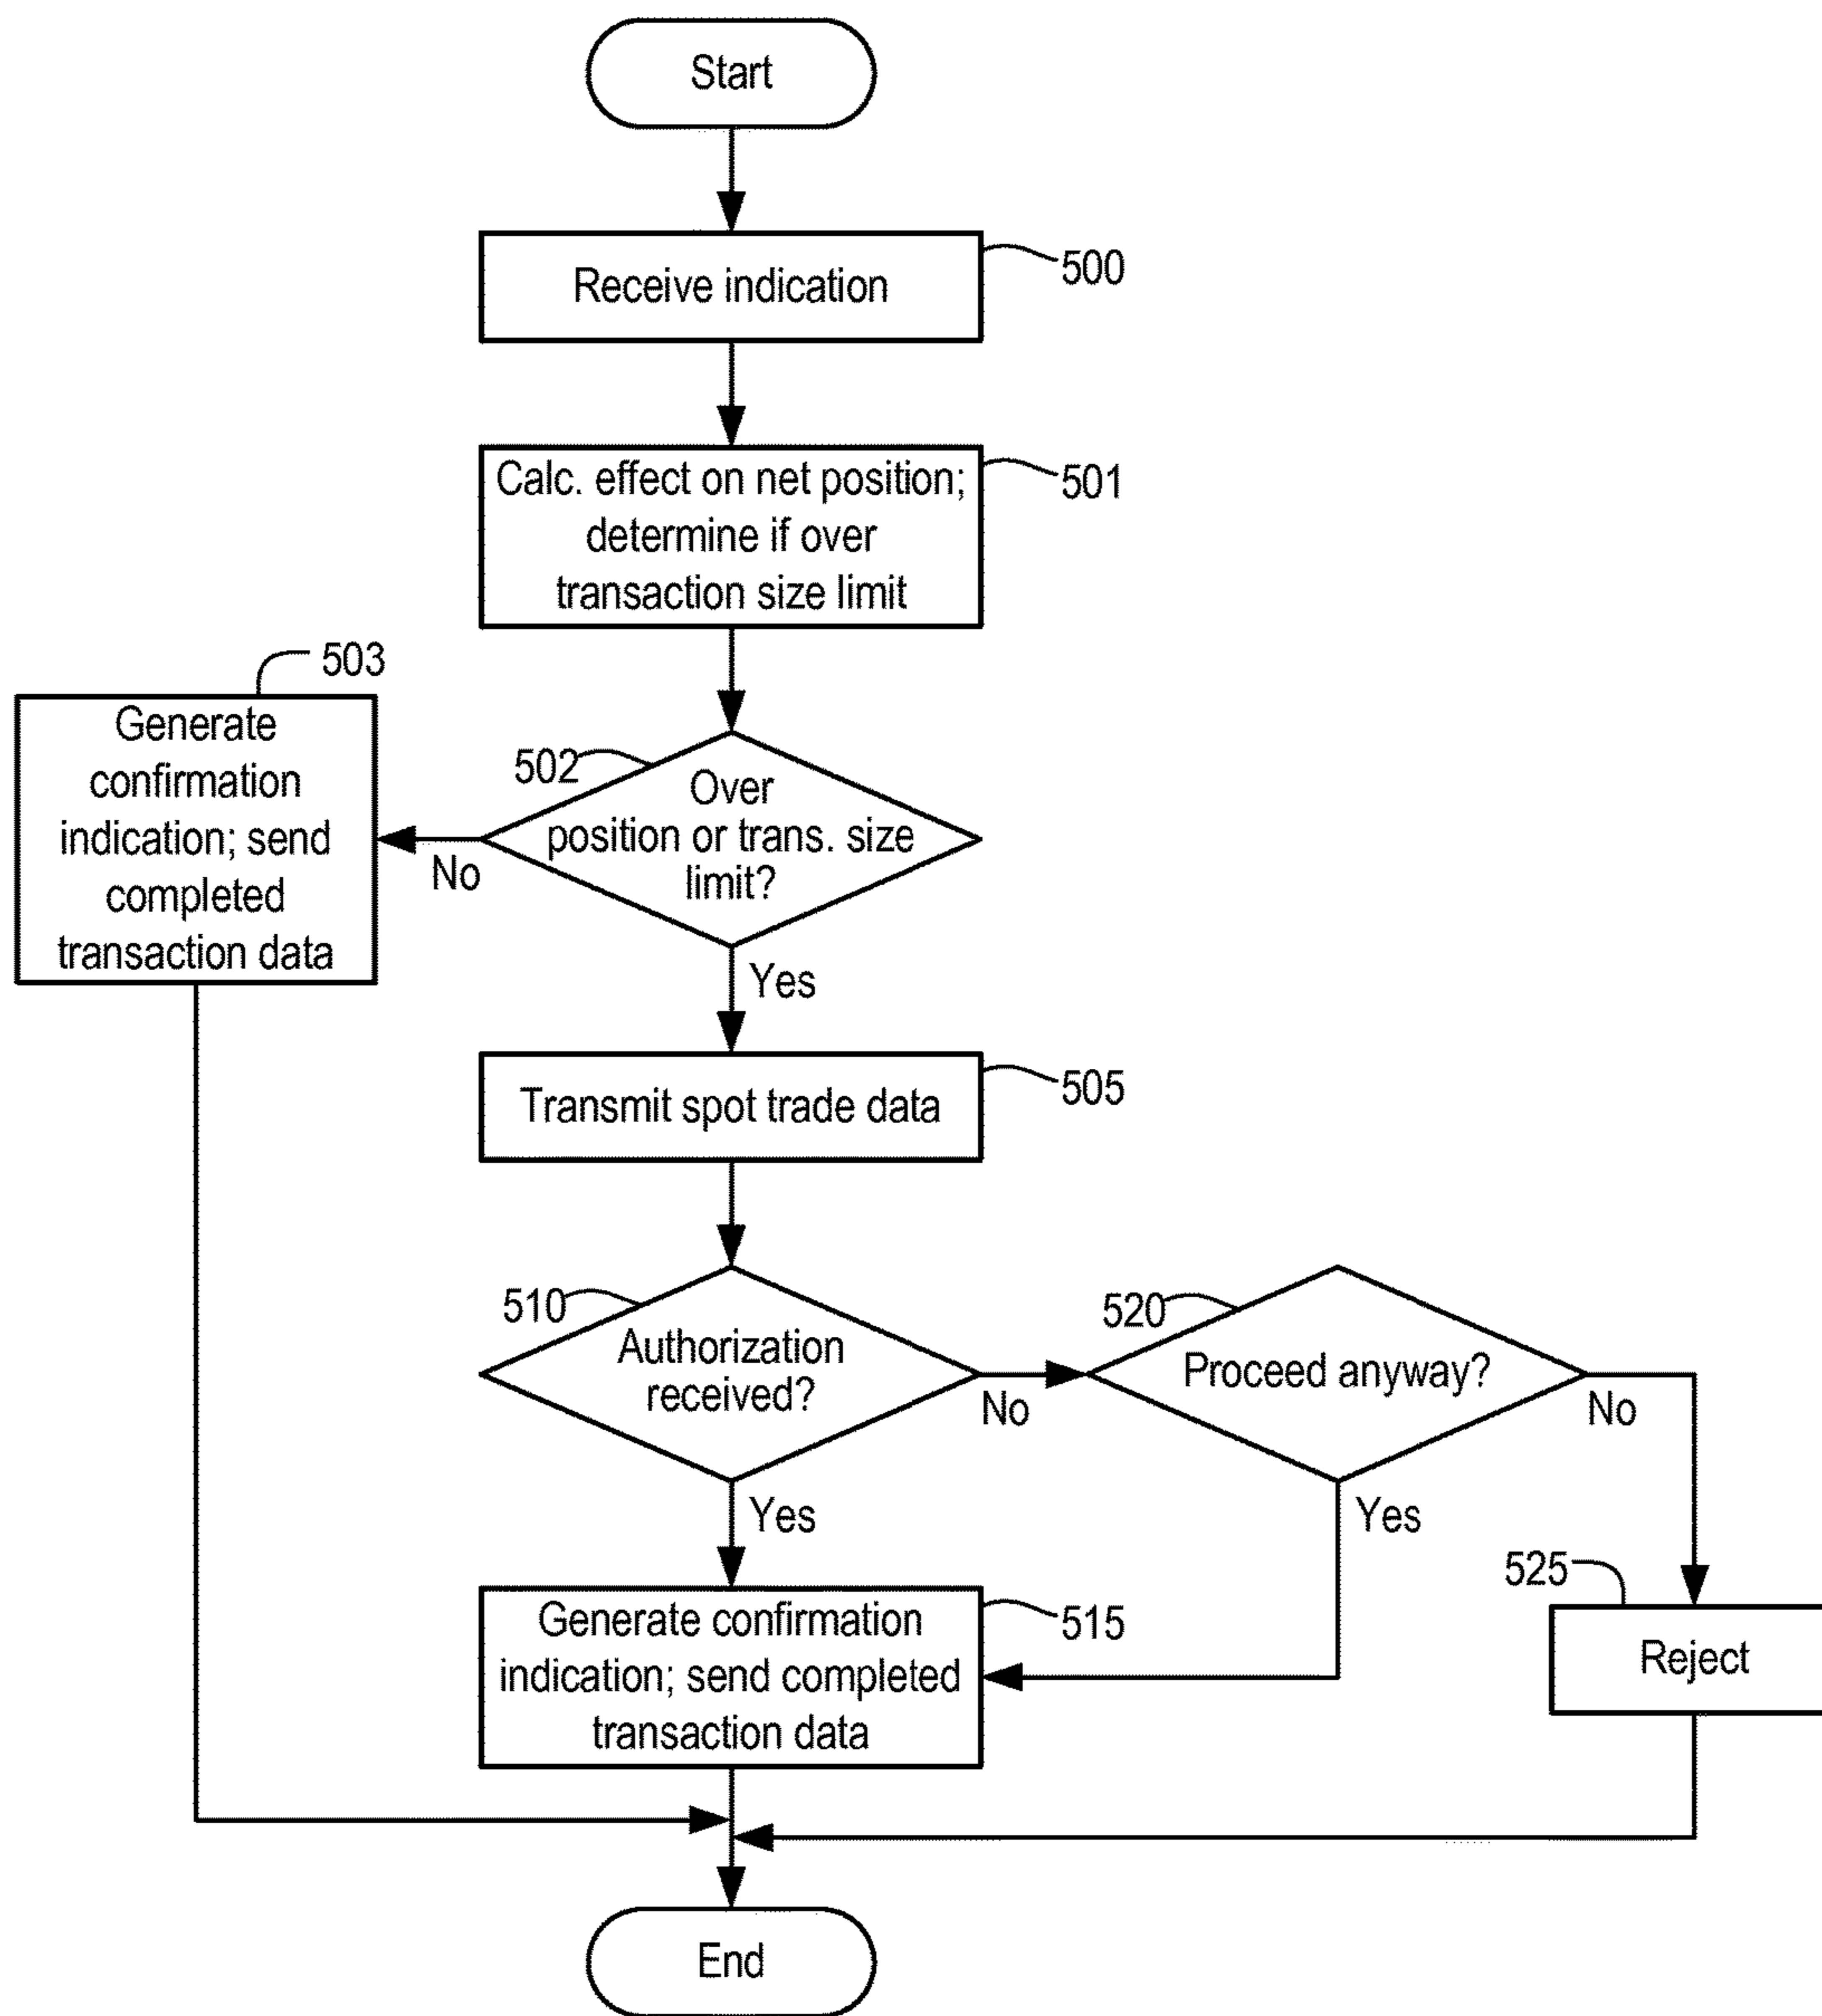 Start
Receive indication
500
Calc. effect on net position;
determine if over
transaction size limit
501
503
Generate
confirmation
indication; send
completed
transaction data
502
Over
position or trans. size
limit?
No
Yes
Transmit spot trade data
505
510
Authorization
received?
No
520
Proceed anyway?
No
Yes
Yes
525
Generate confirmation
indication; send completed
transaction data
515
Reject
End